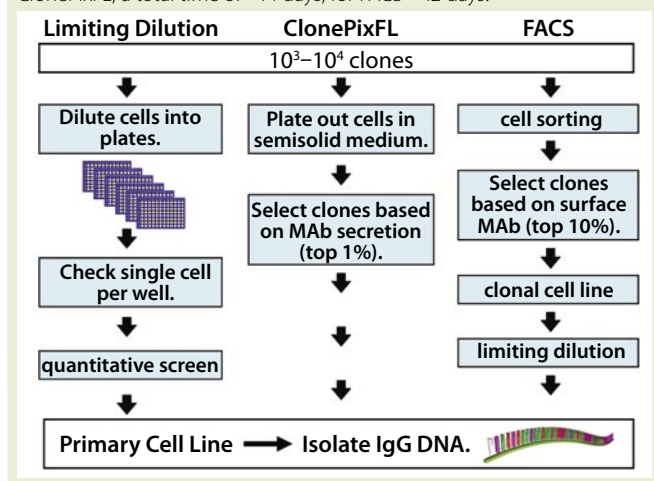 Limiting Dilution
ClonePixFL
FACS
10³–10⁴ clones
Dilute cells into
plates.
Check single cell
per well.
quantitative screen
Plate out cells in
semisolid medium.
Select clones based
on MAb secretion
(top 1%).
cell sorting
Select clones
based on surface
MAb (top 10%).
clonal cell line
limiting dilution
Primary Cell Line
Isolate IgG DNA.